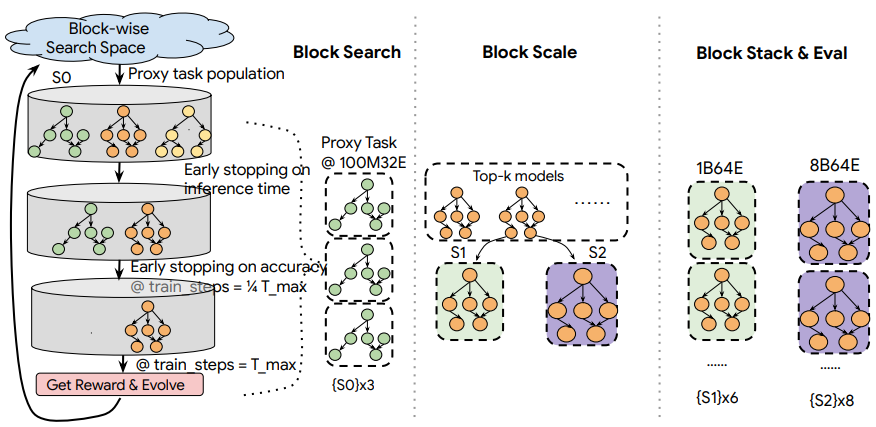 Block-wise
Search Space
S0
Proxy task population
Early stopping on
inference time
Early stopping on accuracy
@ train_steps = ¼ T_max
@ train_steps = T_max
Get Reward & Evolve
Block Search
Proxy Task
@ 100M32E
{S0}x3
Block Scale
Top-k models
.......
S1
S2
Block Stack & Eval
1B64E
8B64E
......
......
{S1}x6
{S2}x8